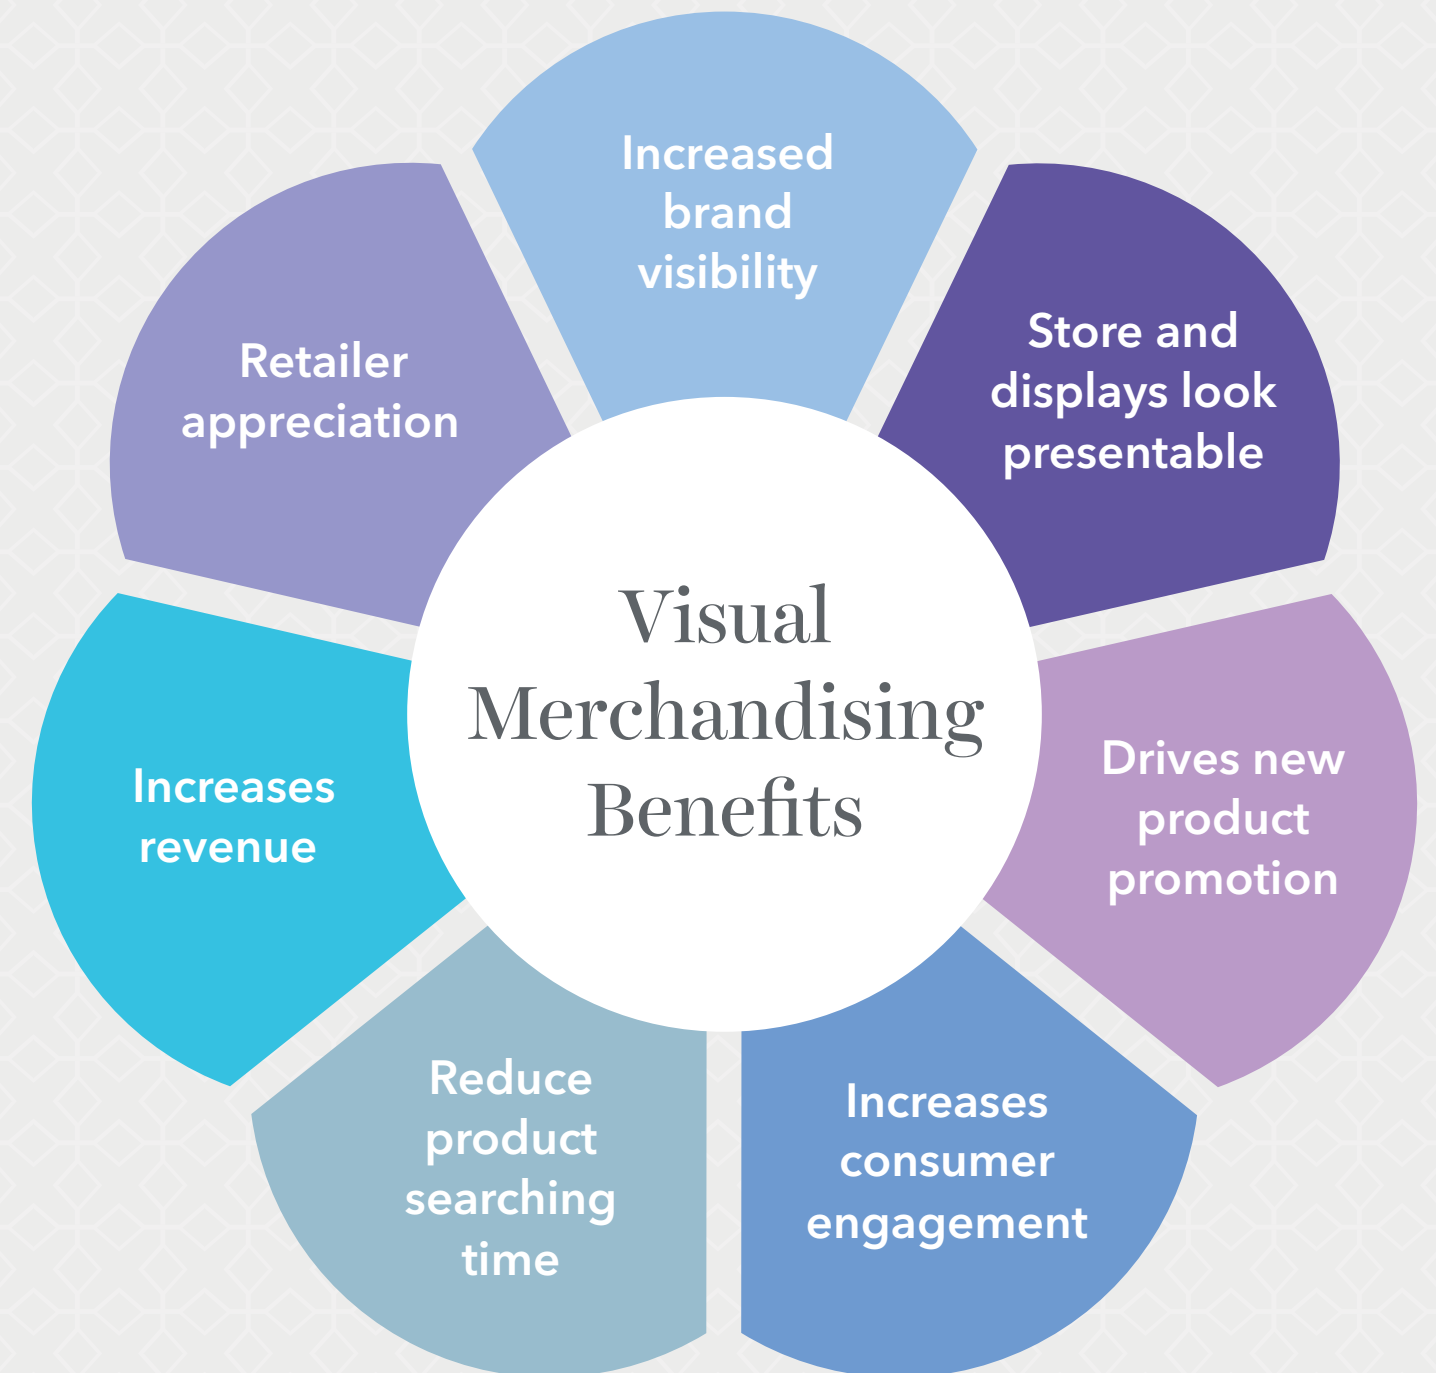 Visual
Merchandising
Benefits
Increased
brand
visibility
Store and
displays look
presentable
Drives new
product
promotion
Increases
consumer
engagement
Reduce
product
searching
time
Increases
revenue
Retailer
appreciation